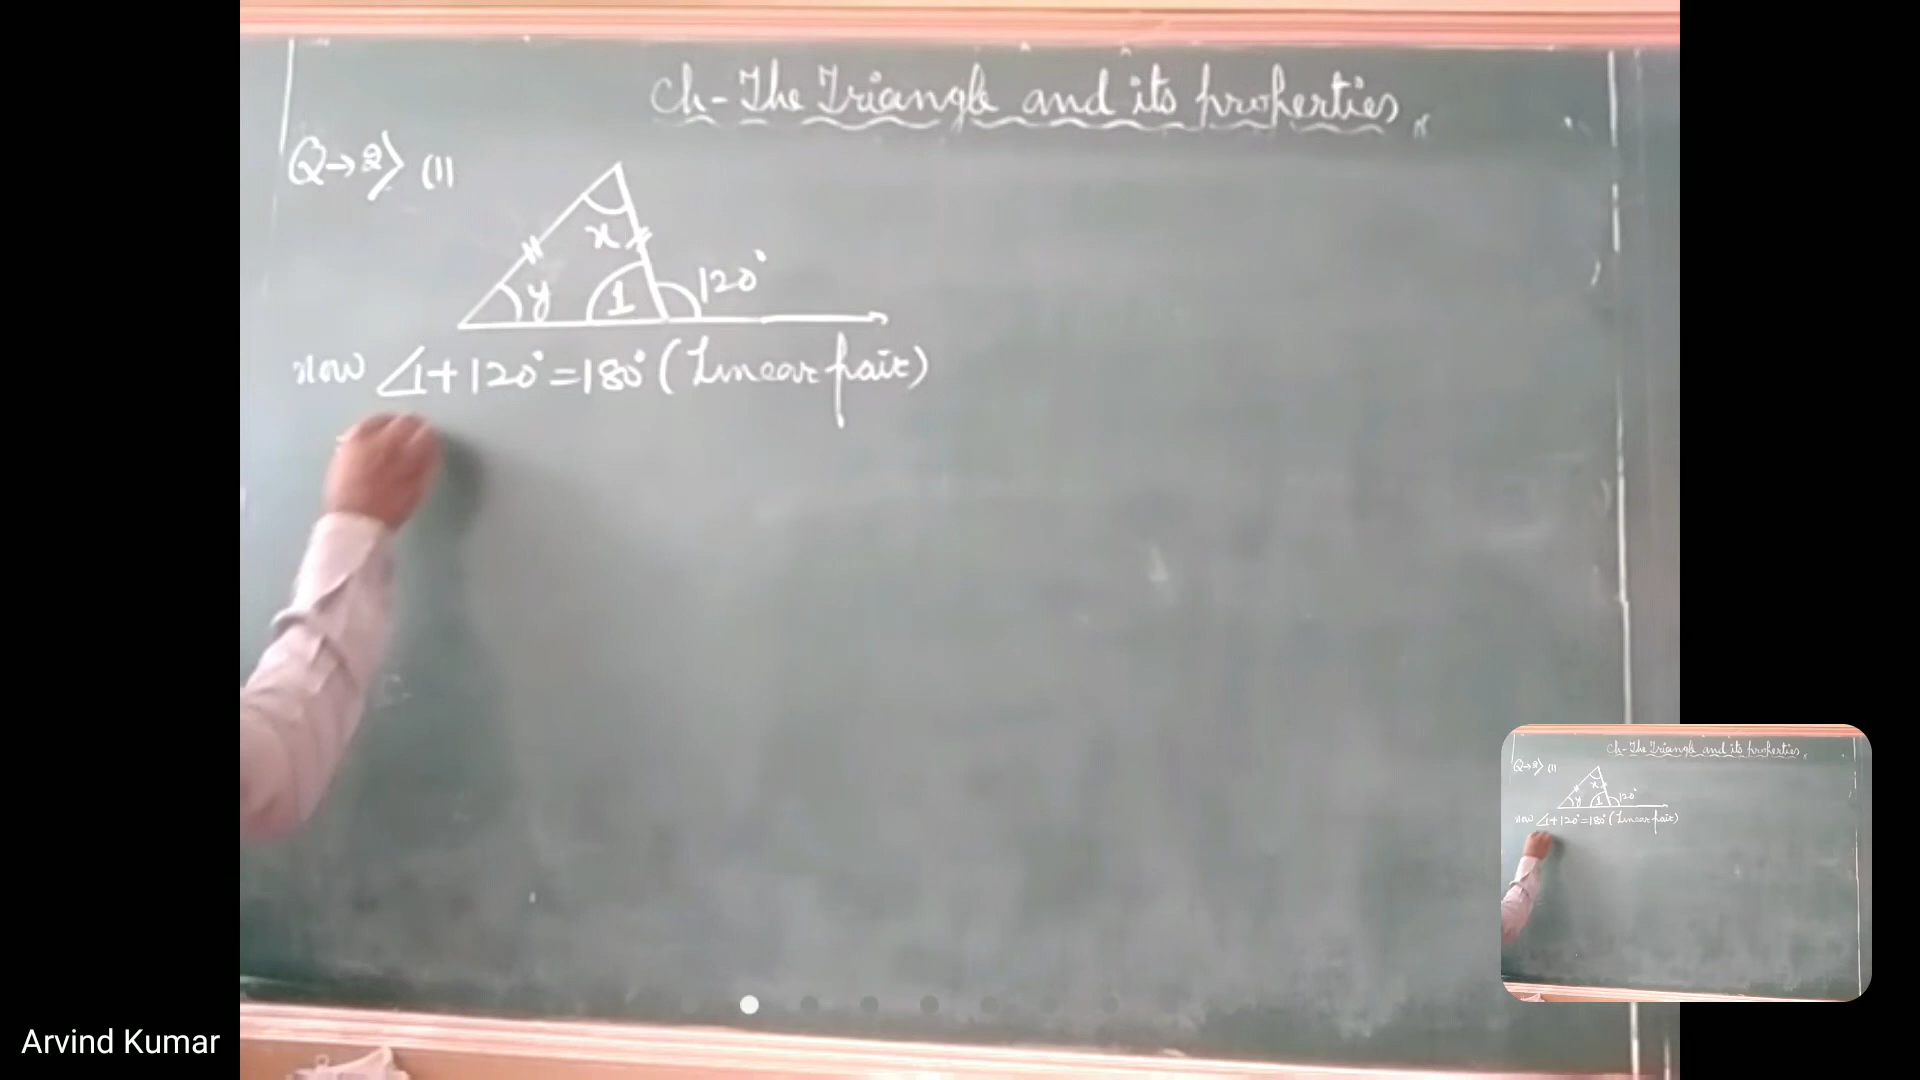 Ch- The Triangle and its properties
Q→2) (1)
x
y
1
120°
now ∠1+120°=180° (Linear pair)
Arvind Kumar